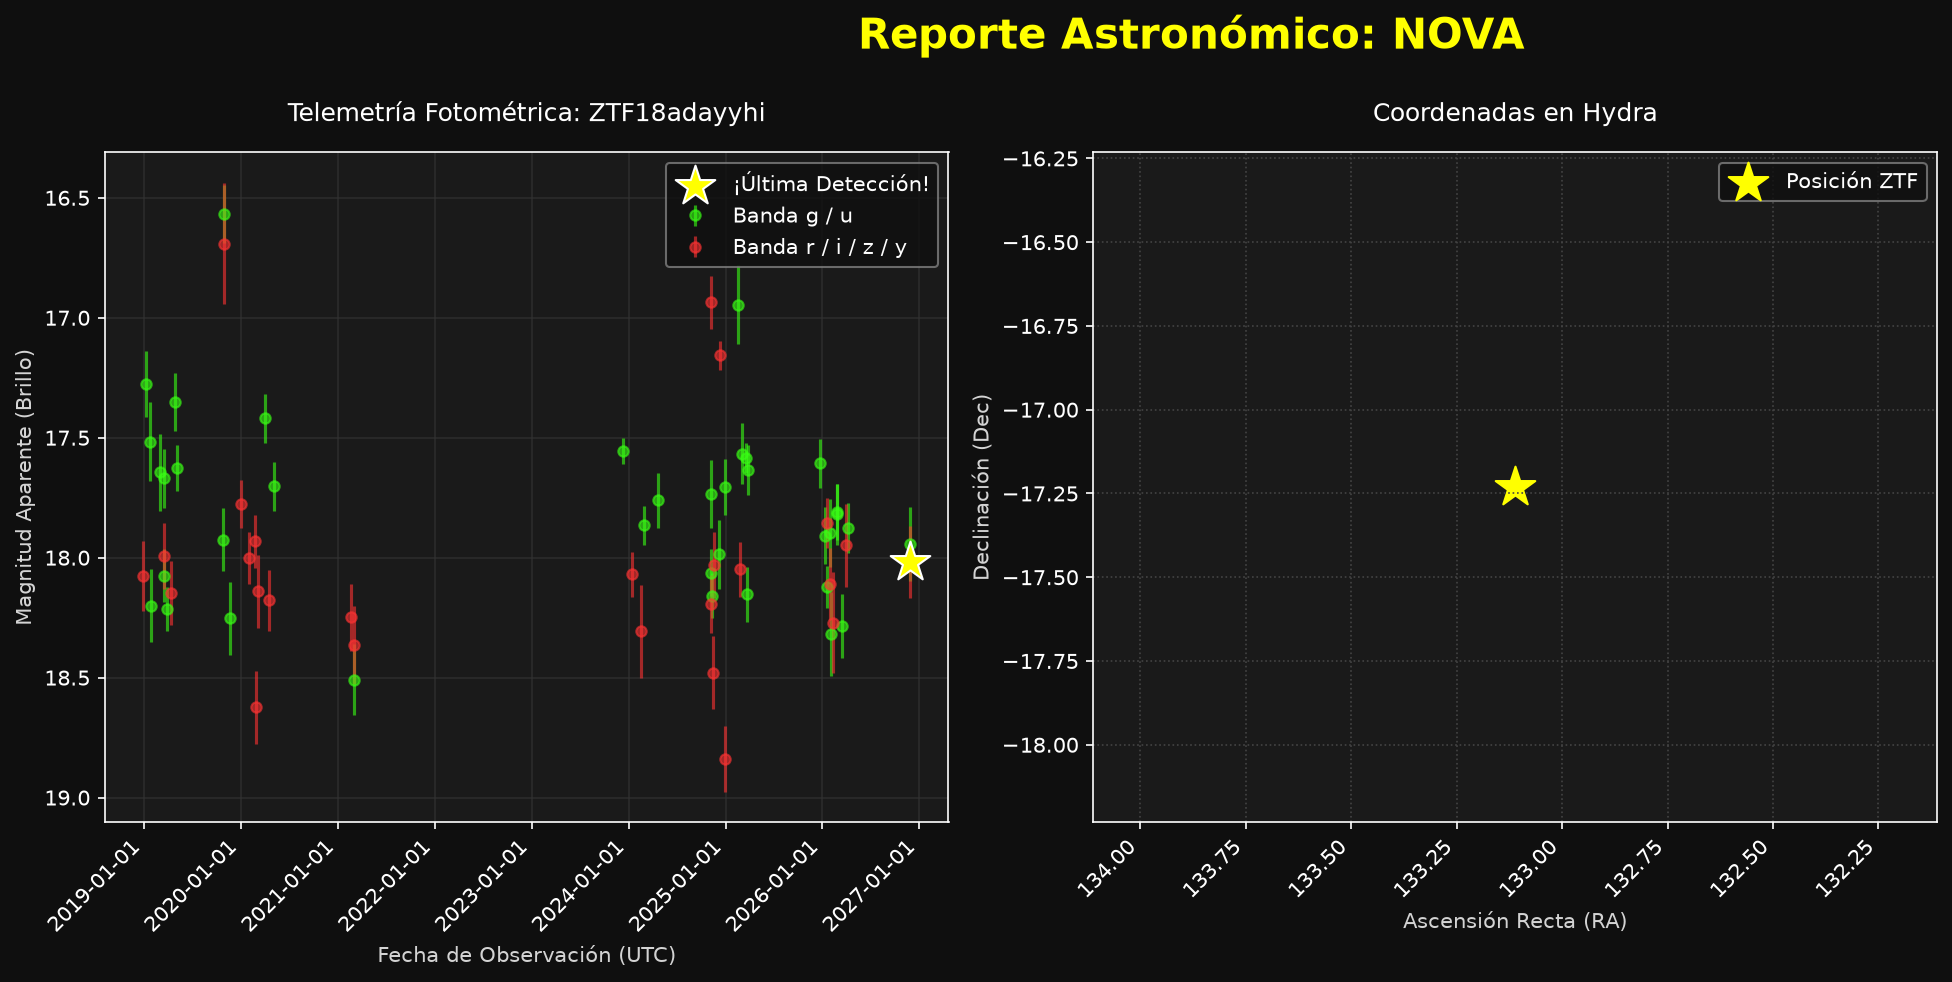 Reporte Astronómico: NOVA
Telemetría Fotométrica: ZTF18adayyhi
¡Última Detección!
Banda g / u
Banda r / i / z / y
Magnitud Aparente (Brillo)
16.5
17.0
17.5
18.0
18.5
19.0
2019-01-01
2020-01-01
2021-01-01
2022-01-01
2023-01-01
2024-01-01
2025-01-01
2026-01-01
2027-01-01
Fecha de Observación (UTC)
Coordenadas en Hydra
Posición ZTF
Declinación (Dec)
−16.25
−16.50
−16.75
−17.00
−17.25
−17.50
−17.75
−18.00
134.00
133.75
133.50
133.25
133.00
132.75
132.50
132.25
Ascensión Recta (RA)